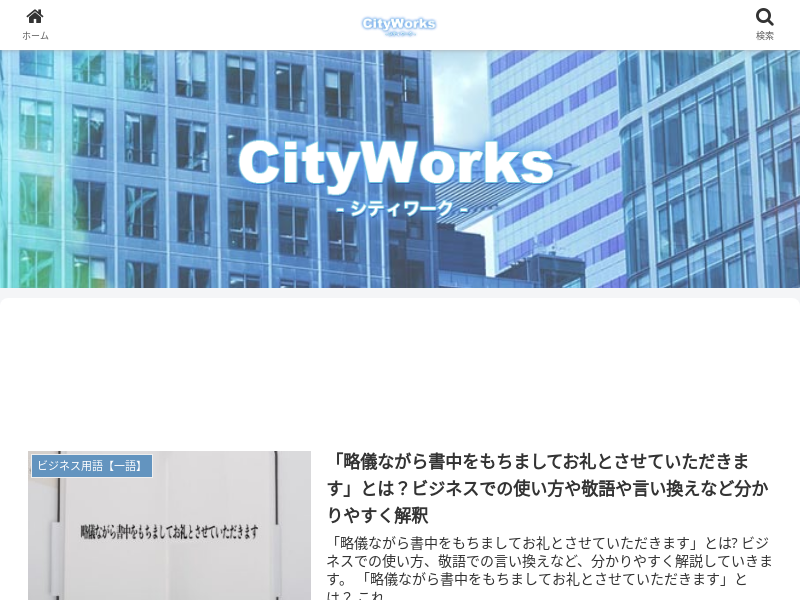 ホーム
CityWorks
検索
CityWorks
- シティワーク -
ビジネス用語【一語】
略儀ながら書中をもちましてお礼とさせていただきます
「略儀ながら書中をもちましてお礼とさせていただきま
す」とは？ビジネスでの使い方や敬語や言い換えなど分か
りやすく解釈
「略儀ながら書中をもちましてお礼とさせていただきます」とは? ビジ
ネスでの使い方、敬語での言い換えなど、分かりやすく解説していきま
す。 「略儀ながら書中をもちましてお礼とさせていただきます」と
は？ これ